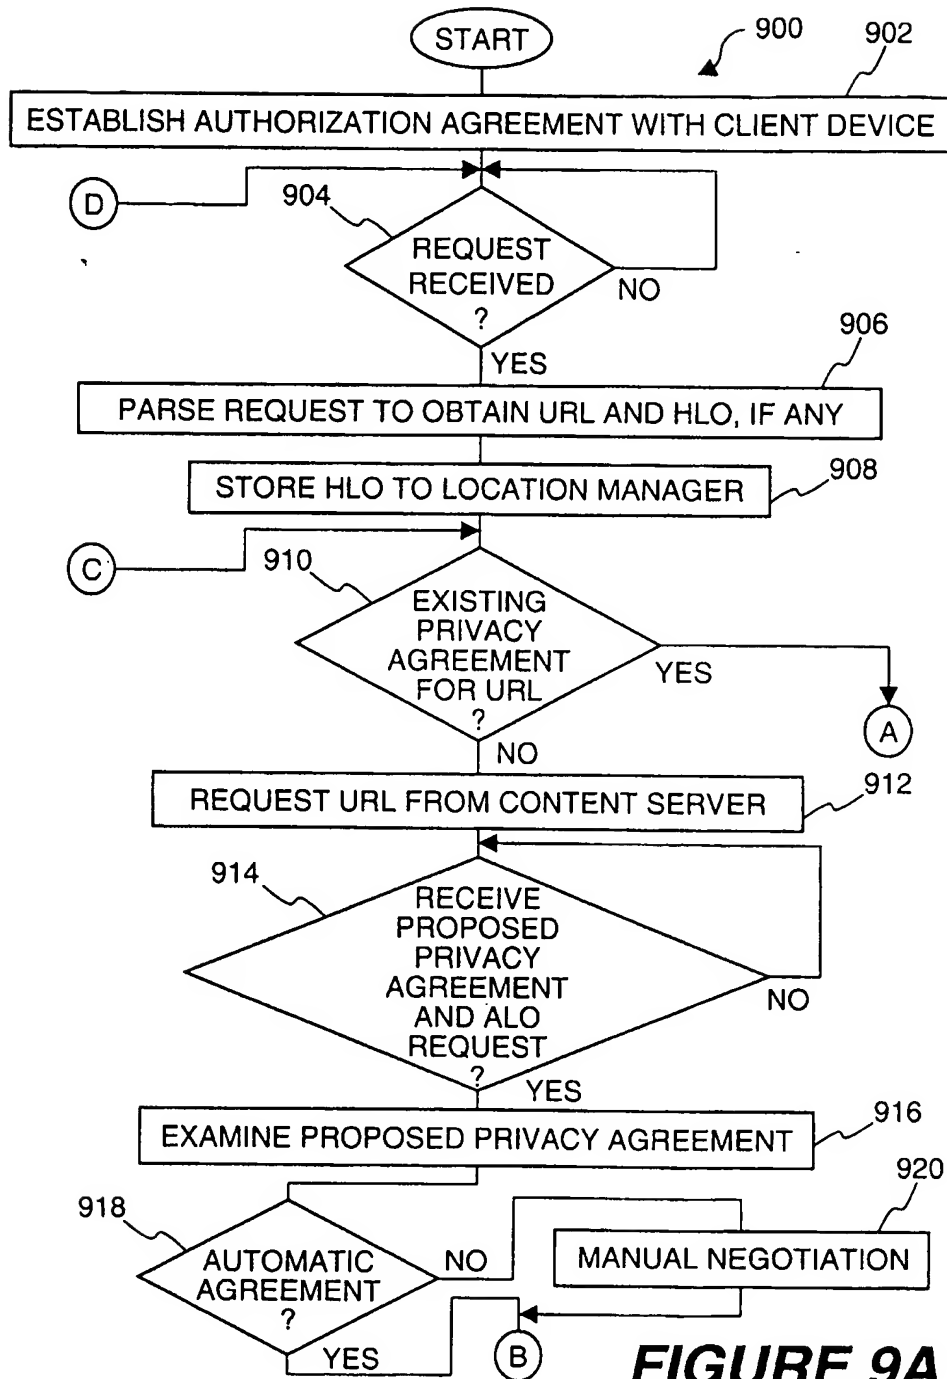 START
900
902
ESTABLISH AUTHORIZATION AGREEMENT WITH CLIENT DEVICE
D
904
REQUEST
RECEIVED
?
NO
YES
906
PARSE REQUEST TO OBTAIN URL AND HLO, IF ANY
STORE HLO TO LOCATION MANAGER
908
C
910
EXISTING
PRIVACY
AGREEMENT
FOR URL
?
YES
A
NO
REQUEST URL FROM CONTENT SERVER
912
914
RECEIVE
PROPOSED
PRIVACY
AGREEMENT
AND ALO
REQUEST
?
NO
YES
EXAMINE PROPOSED PRIVACY AGREEMENT
916
918
AUTOMATIC
AGREEMENT
?
NO
920
MANUAL NEGOTIATION
YES
B
FIGURE 9A